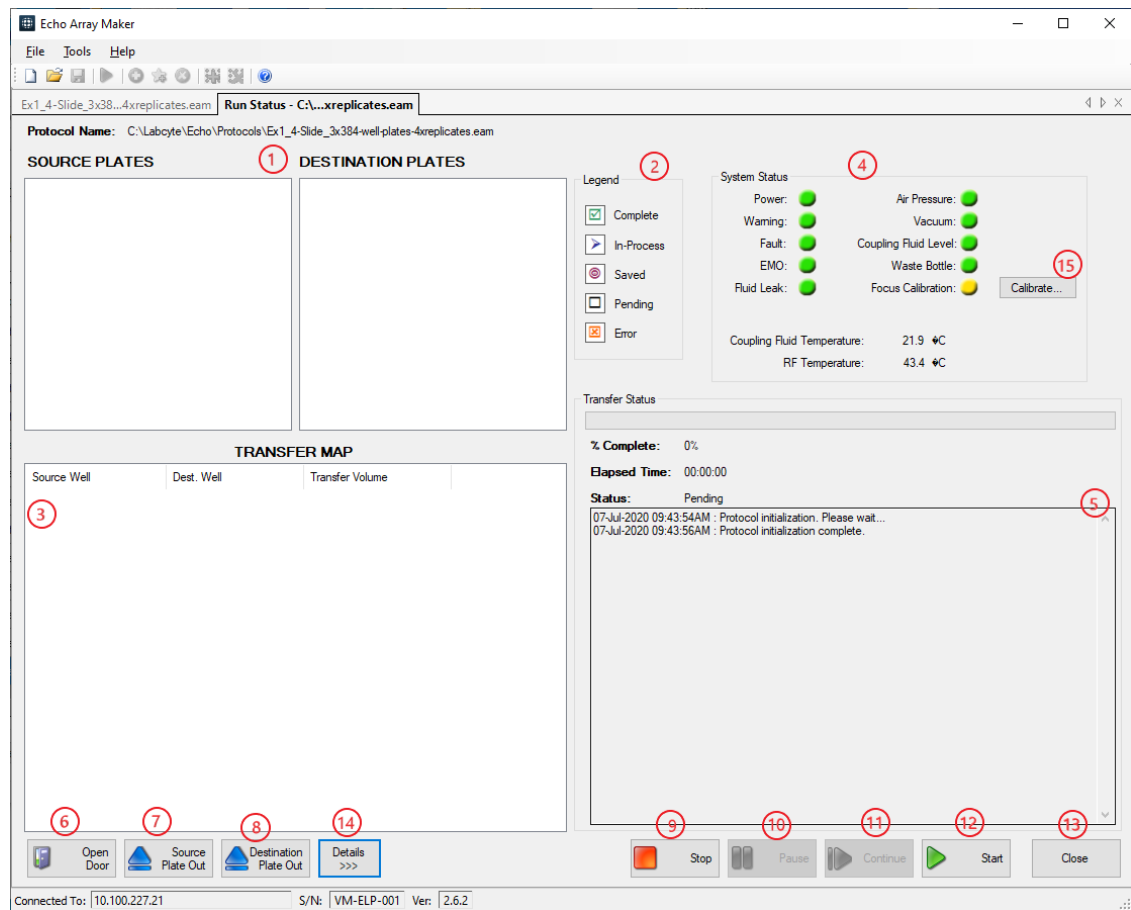 Echo Array Maker
File Tools Help
Ex1_4-Slide_3x38...4xreplicates.eam Run Status - C:\...xreplicates.eam
Protocol Name: C:\Labcyte\Echo\Protocols\Ex1_4-Slide_3x384-well-plates-4xreplicates.eam
SOURCE PLATES 1 DESTINATION PLATES
2
Legend
Complete
In-Process
Saved
Pending
Error
4
System Status
Power: Air Pressure:
Warning: Vacuum:
Fault: Coupling Fluid Level:
EMO: Waste Bottle: 15
Fluid Leak: Focus Calibration: Calibrate...
Coupling Fluid Temperature: 21.9 �C
RF Temperature: 43.4 �C
TRANSFER MAP
Source Well Dest. Well Transfer Volume
3
Transfer Status
% Complete: 0%
Elapsed Time: 00:00:00
Status: Pending 5
07-Jul-2020 09:43:54AM : Protocol initialization. Please wait...
07-Jul-2020 09:43:56AM : Protocol initialization complete.
6 7 8 14 9 10 11 12 13
Open Door
Source Plate Out
Destination Plate Out
Details >>>
Stop
Pause
Continue
Start
Close
Connected To: 10.100.227.21 S/N: VM-ELP-001 Ver: 2.6.2